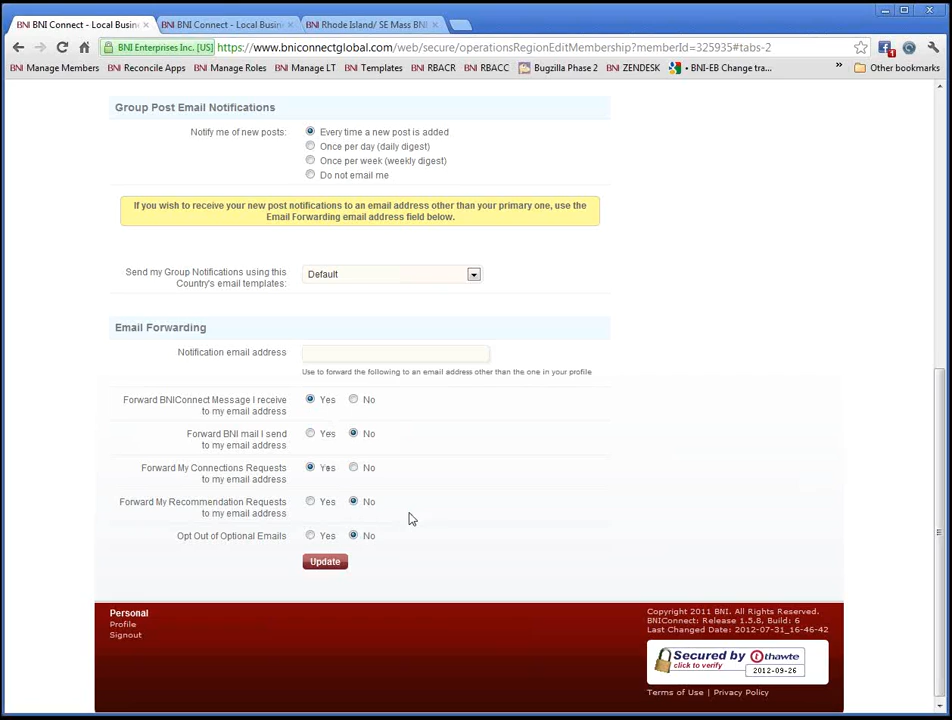 BNI BNI Connect - Local Busin
BNI BNI Connect - Local Busin
BNI Rhode Island/ SE Mass BNI
BNI Enterprises Inc. [US]
https://www.bniconnectglobal.com/web/secure/operationsRegionEditMembership?memberId=325935#tabs-2
BNI Manage Members
BNI Reconcile Apps
BNI Manage Roles
BNI Manage LT
BNI Templates
BNI RBACR
BNI RBACC
Bugzilla Phase 2
BNI ZENDESK
• BNI-EB Change tra...
»
Other bookmarks
Group Post Email Notifications
Notify me of new posts:
Every time a new post is added
Once per day (daily digest)
Once per week (weekly digest)
Do not email me
If you wish to receive your new post notifications to an email address other than your primary one, use the
Email Forwarding email address field below.
Send my Group Notifications using this
Country's email templates:
Default
Email Forwarding
Notification email address
Use to forward the following to an email address other than the one in your profile
Forward BNIConnect Message I receive
to my email address
Yes No
Forward BNI mail I send
to my email address
Yes No
Forward My Connections Requests
to my email address
Yes No
Forward My Recommendation Requests
to my email address
Yes No
Opt Out of Optional Emails
Yes No
Update
Personal
Profile
Signout
Copyright 2011 BNI. All Rights Reserved.
BNIConnect: Release 1.5.8, Build: 6
Last Changed Date: 2012-07-31_16-46-42
Secured by thawte
click to verify
2012-09-26
Terms of Use | Privacy Policy